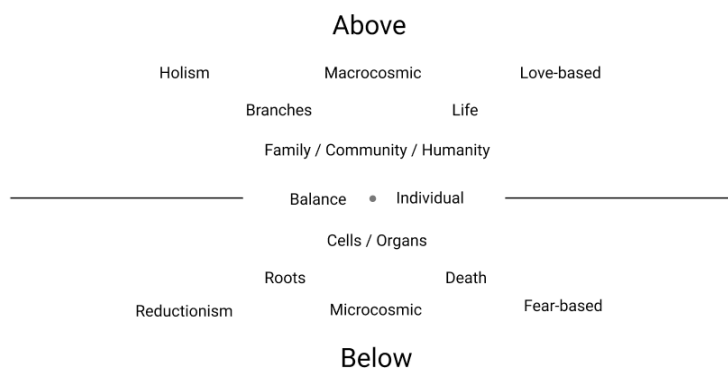 Above
Holism Macrocosmic Love-based
Branches Life
Family / Community / Humanity
Balance • Individual
Cells / Organs
Roots Death
Reductionism Microcosmic Fear-based
Below